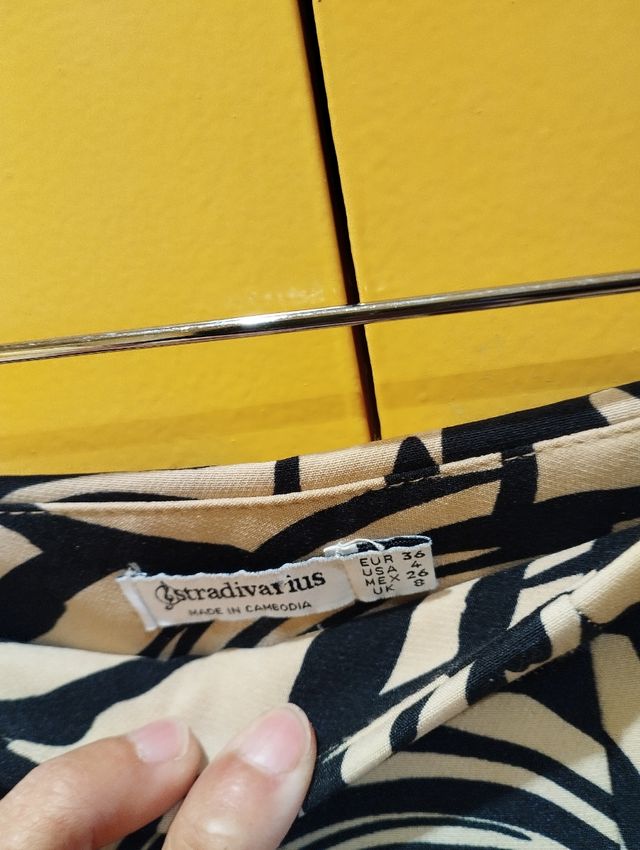 stradivarius
MADE IN CAMBODIA
EUR 36
USA 4
MEX 26
UK 8